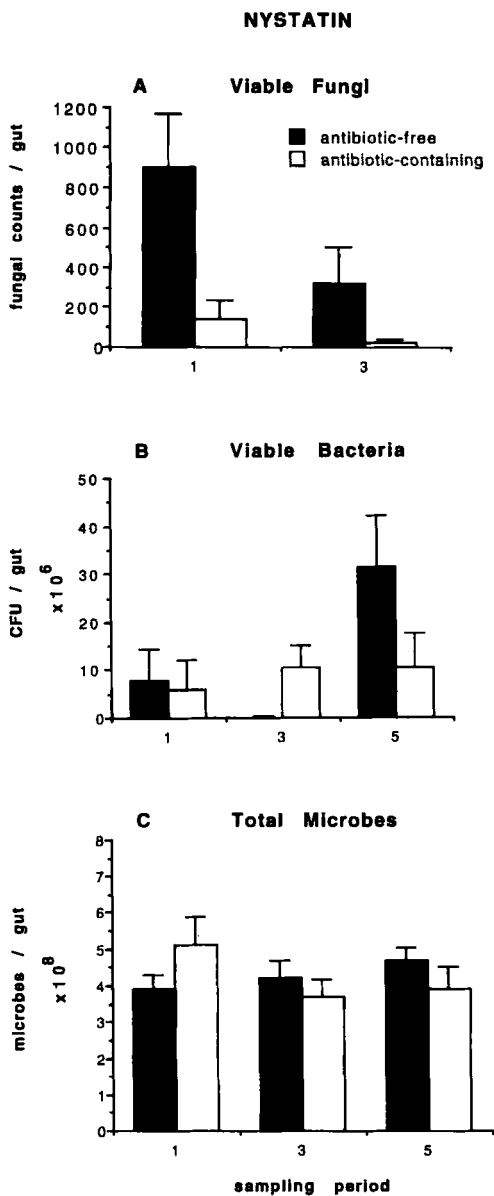 NYSTATIN
A Viable Fungi
antibiotic-free
antibiotic-containing
fungal counts / gut
1200
1000
800
600
400
200
0
1 3
B Viable Bacteria
CFU / gut
x 10^6
50
40
30
20
10
0
1 3 5
C Total Microbes
microbes / gut
x 10^8
8
7
6
5
4
3
2
1
0
1 3 5
sampling period